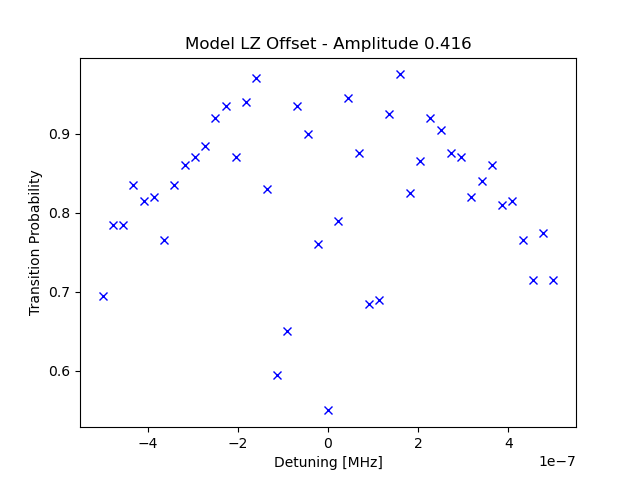 Model LZ Offset - Amplitude 0.416
Transition Probability
0.9
0.8
0.7
0.6
−4
−2
0
2
4
1e−7
Detuning [MHz]